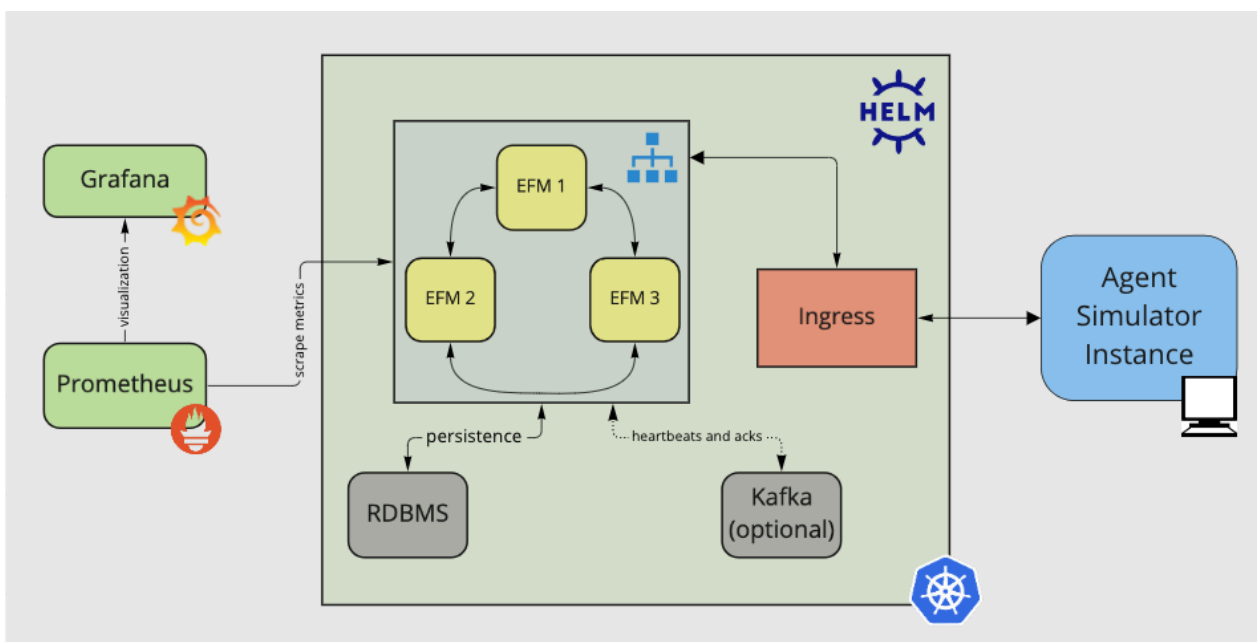 HELM
Grafana
EFM 1
visualization
scrape metrics
EFM 2
EFM 3
Ingress
Agent
Simulator
Instance
Prometheus
persistence
heartbeats and acks
RDBMS
Kafka
(optional)